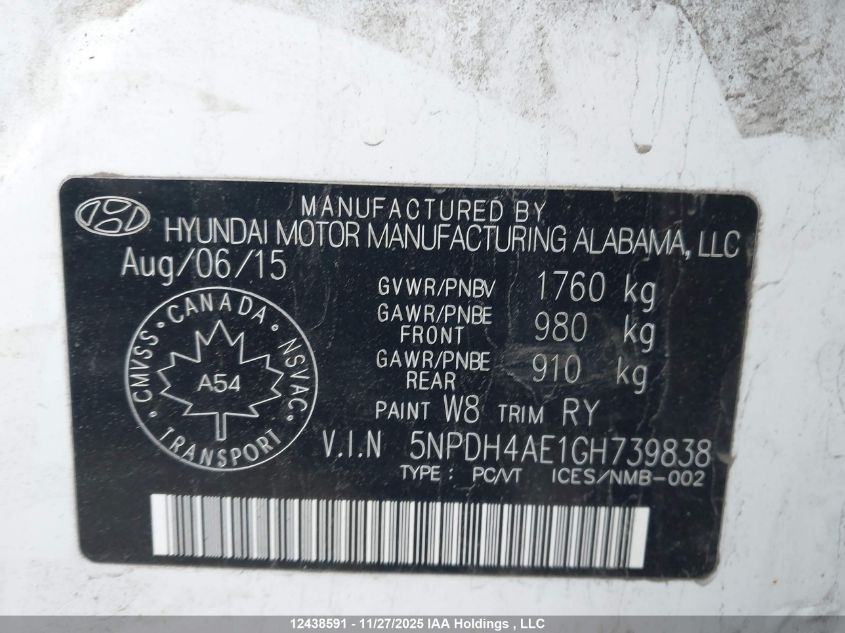 MANUFACTURED BY
HYUNDAI MOTOR MANUFACTURING ALABAMA, LLC
Aug/06/15
GVWR/PNBV 1760 kg
GAWR/PNBE FRONT 980 kg
GAWR/PNBE REAR 910 kg
PAINT W8 TRIM RY
CANADA
CMVSS • NSVAC
A54
TRANSPORT
V.I.N 5NPDH4AE1GH739838
TYPE : PC/VT ICES/NMB-002
12438591 - 11/27/2025 IAA Holdings , LLC